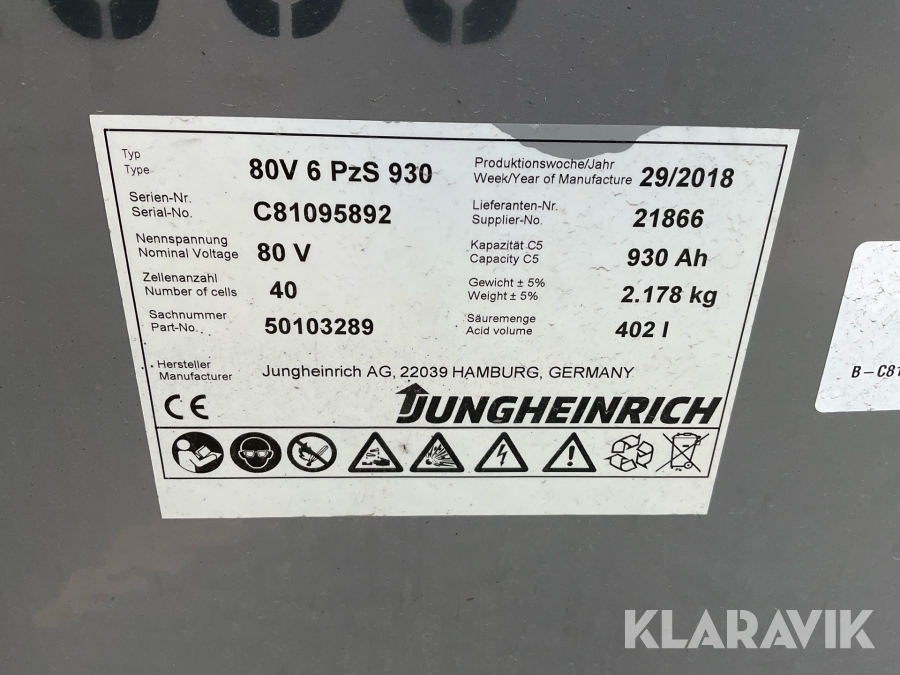 Typ
Type
80V 6 PzS 930
Produktionswoche/Jahr
Week/Year of Manufacture
29/2018
Serien-Nr.
Serial-No.
C81095892
Lieferanten-Nr.
Supplier-No.
21866
Nennspannung
Nominal Voltage
80 V
Kapazität C5
Capacity C5
930 Ah
Zellenanzahl
Number of cells
40
Gewicht ± 5%
Weight ± 5%
2.178 kg
Sachnummer
Part-No.
50103289
Säuremenge
Acid volume
402 l
Hersteller
Manufacturer
Jungheinrich AG, 22039 HAMBURG, GERMANY
CE
JUNGHEINRICH
B-C81
KLARAVIK